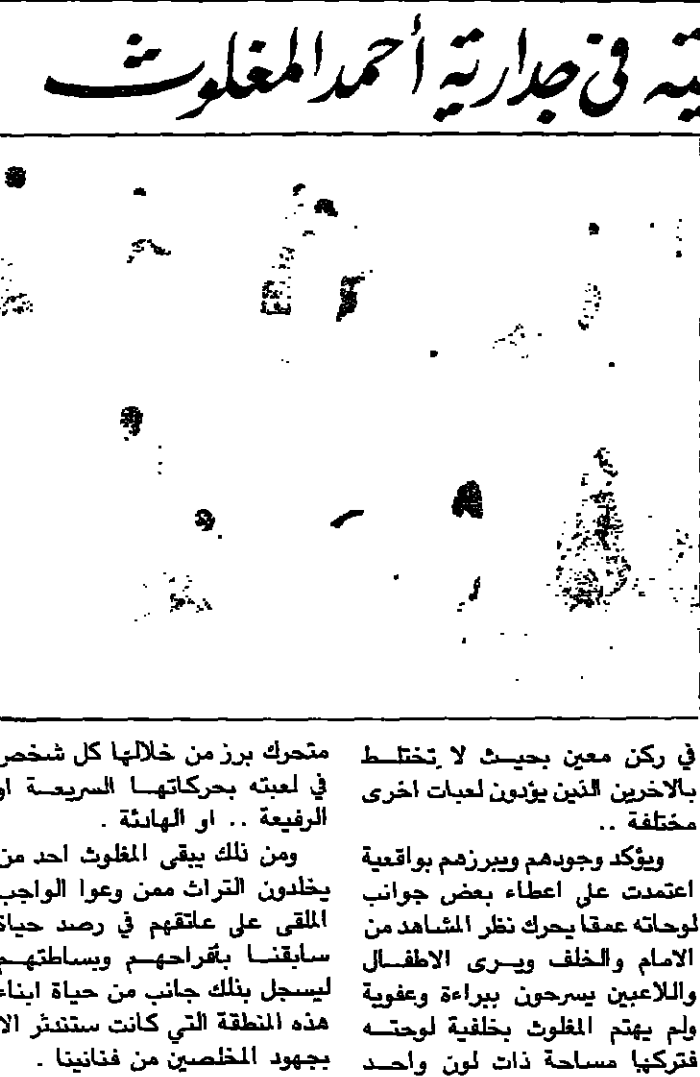 في جدارية أحمد المغلوث
في ركن معين بحيث لا تختلط
بالاخرين الذين يؤدون لعبات اخرى
مختلفة ..
ويؤكد وجودهم ويبرزهم بواقعية
اعتمدت على اعطاء بعض جوانب
لوحاته عمقا يحرك نظر المشاهد من
الامام والخلف ويرى الاطفال
واللاعبين يسرحون ببراءة وعفوية
ولم يهتم المغلوث بخلفية لوحته
فتركها مساحة ذات لون واحد
متحرك برز من خلالها كل شخص
في لعبته بحركاتها السريعة او
الرفيعة .. او الهادئة .
ومن ذلك يبقى المغلوث احد من
يخلدون التراث ممن وعوا الواجب
الملقى على عاتقهم في رصد حياة
سابقنا بأفراحهم وبساطتهم
ليسجل بذلك جانب من حياة ابناء
هذه المنطقة التي كانت ستندثر الا
بجهود المخلصين من فنانينا .